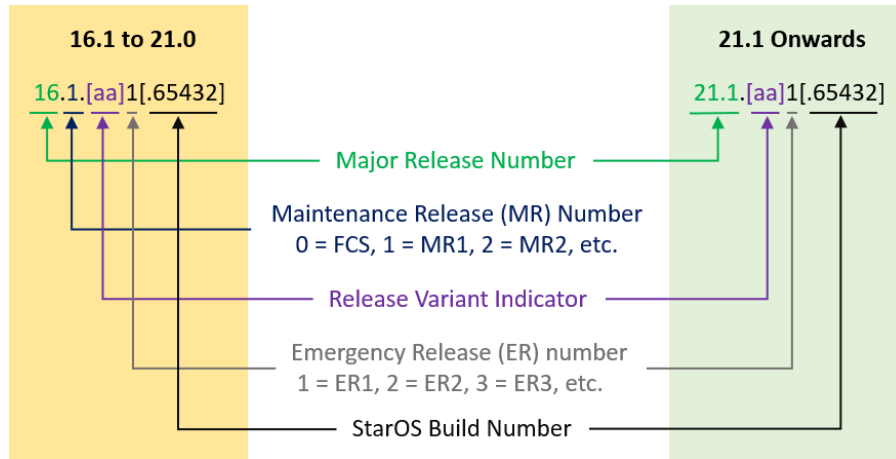 16.1 to 21.0
21.1 Onwards
16.1.[aa]1[.65432]
21.1.[aa]1[.65432]
Major Release Number
Maintenance Release (MR) Number
0 = FCS, 1 = MR1, 2 = MR2, etc.
Release Variant Indicator
Emergency Release (ER) number
1 = ER1, 2 = ER2, 3 = ER3, etc.
StarOS Build Number